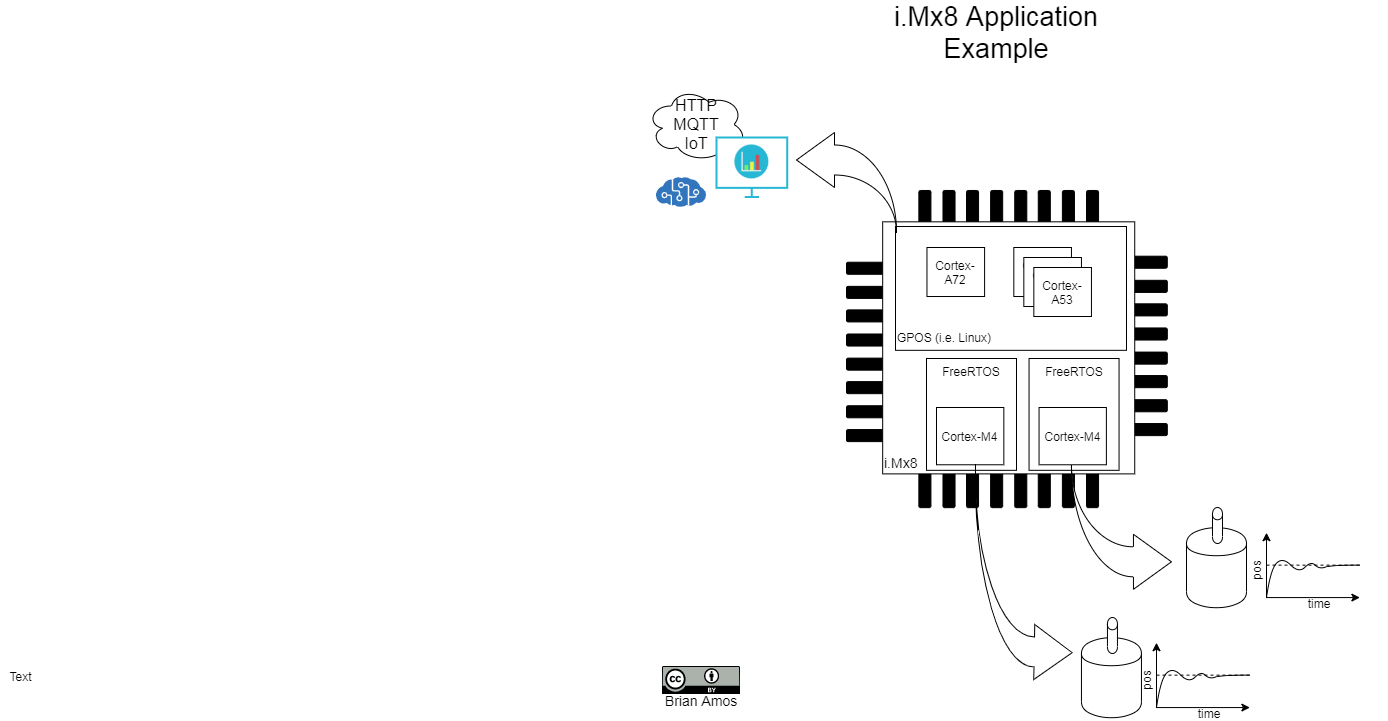 i.Mx8 Application
Example
HTTP
MQTT
IoT
Cortex-
A72
Cortex-
A53
GPOS (i.e. Linux)
FreeRTOS
FreeRTOS
Cortex-M4
Cortex-M4
i.Mx8
pos
time
pos
time
Text
cc
BY
Brian Amos